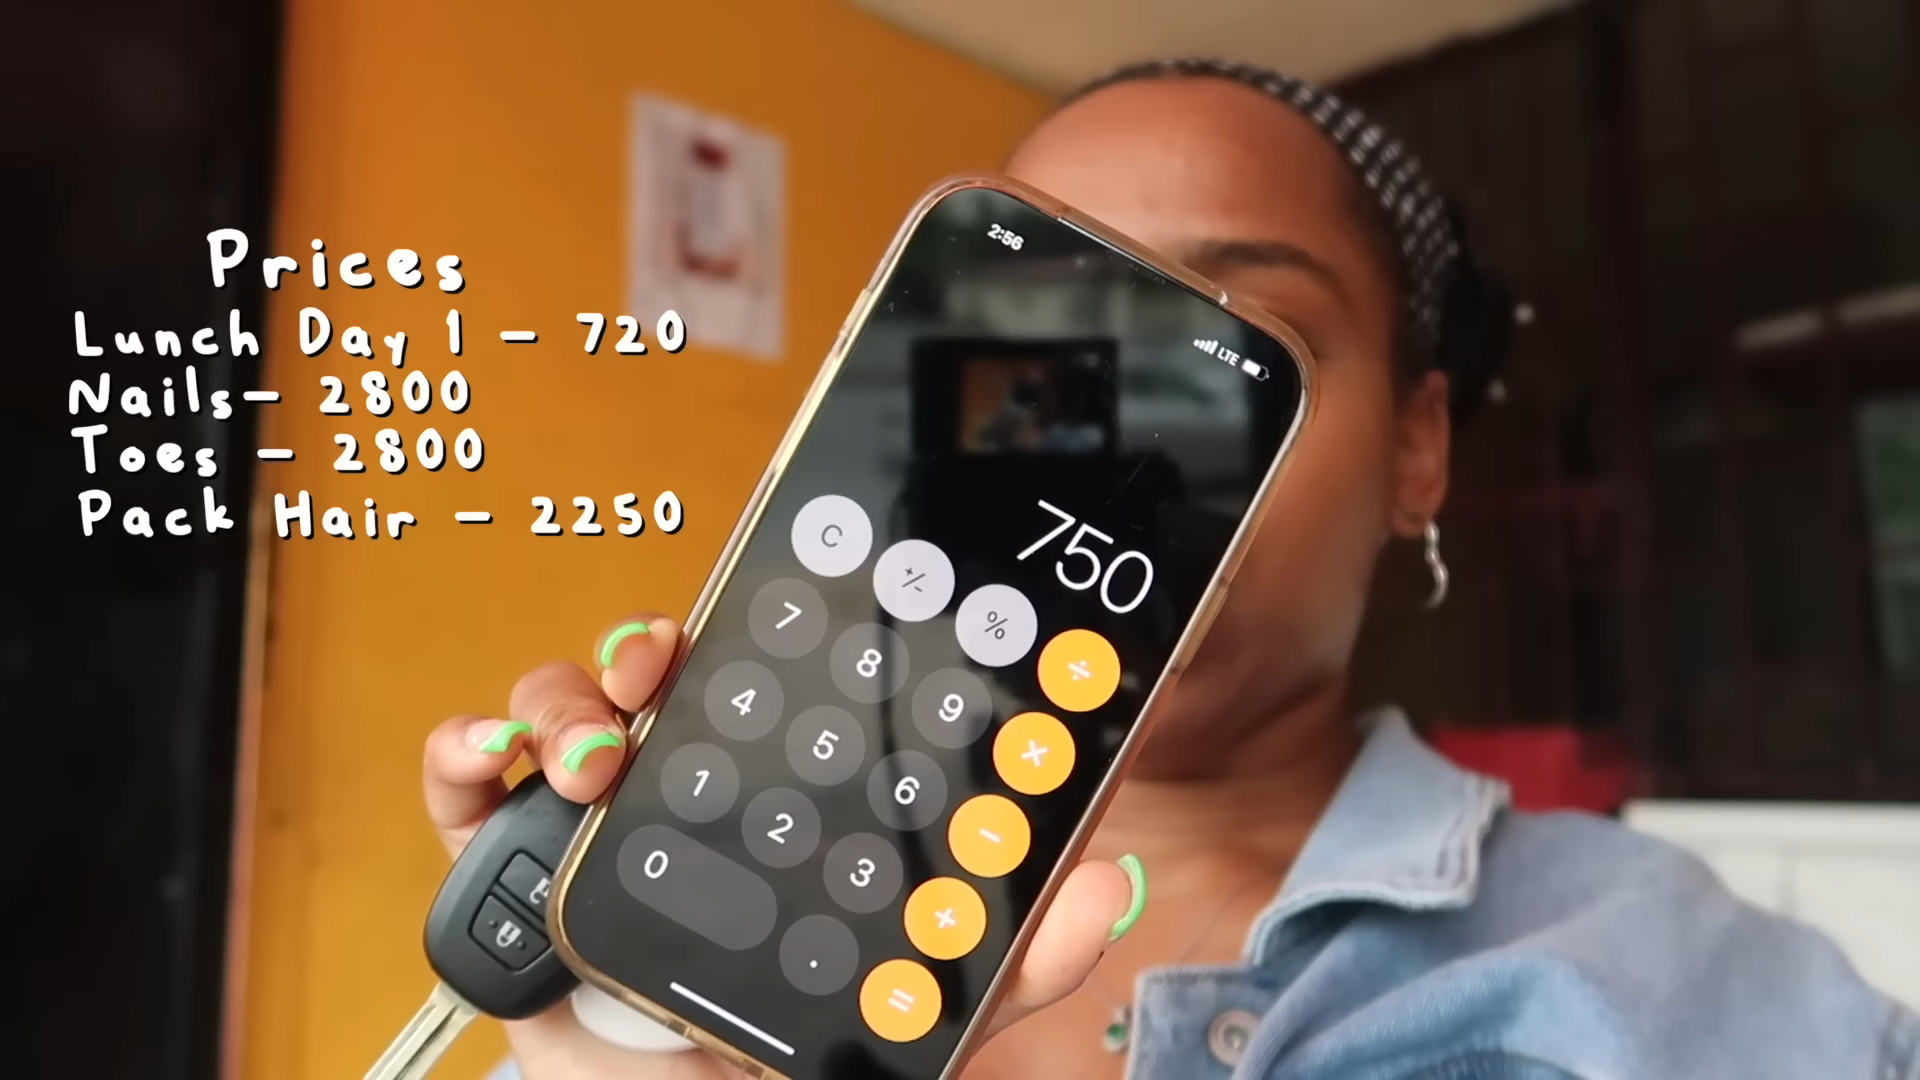 Prices
Lunch Day 1 - 720
Nails- 2800
Toes - 2800
Pack Hair - 2250
2:56
LTE
750
C +/- % ÷
7 8 9 ×
4 5 6 −
1 2 3 +
0 . =